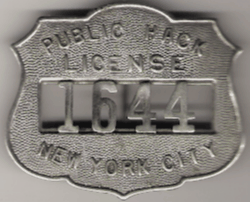 PUBLIC HACK
LICENSE
1644
NEW YORK CITY